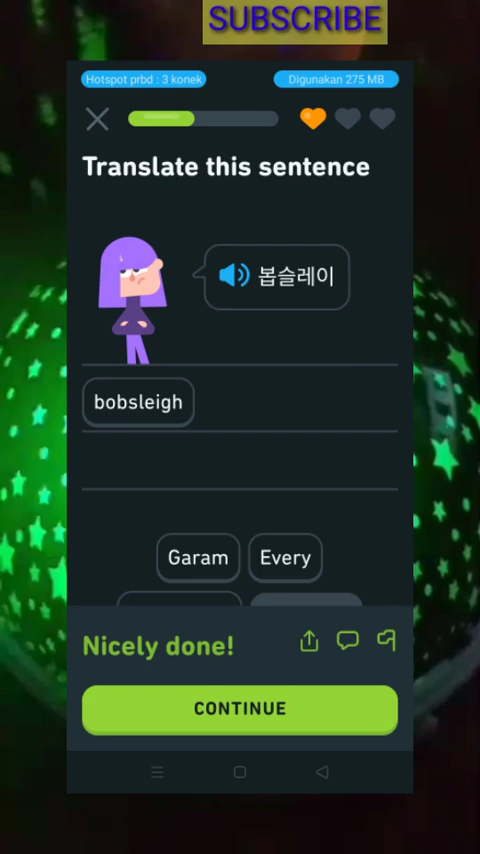 SUBSCRIBE
Hotspot prbd : 3 konek
Digunakan 275 MB
Translate this sentence
봅슬레이
bobsleigh
Garam Every
Nicely done!
CONTINUE